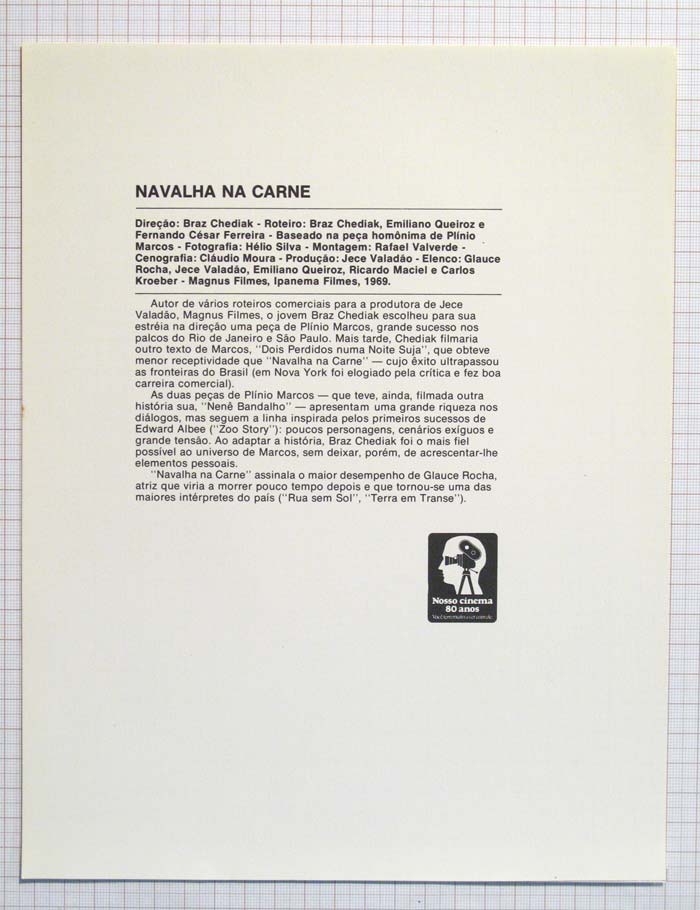 NAVALHA NA CARNE
Direção: Braz Chediak - Roteiro: Braz Chediak, Emiliano Queiroz e
Fernando César Ferreira - Baseado na peça homônima de Plínio
Marcos - Fotografia: Hélio Silva - Montagem: Rafael Valverde -
Cenografia: Cláudio Moura - Produção: Jece Valadão - Elenco: Glauce
Rocha, Jece Valadão, Emiliano Queiroz, Ricardo Maciel e Carlos
Kroeber - Magnus Filmes, Ipanema Filmes, 1969.
Autor de vários roteiros comerciais para a produtora de Jece
Valadão, Magnus Filmes, o jovem Braz Chediak escolheu para sua
estréia na direção uma peça de Plínio Marcos, grande sucesso nos
palcos do Rio de Janeiro e São Paulo. Mais tarde, Chediak filmaria
outro texto de Marcos, "Dois Perdidos numa Noite Suja", que obteve
menor receptividade que "Navalha na Carne" — cujo êxito ultrapassou
as fronteiras do Brasil (em Nova York foi elogiado pela crítica e fez boa
carreira comercial).
As duas peças de Plínio Marcos — que teve, ainda, filmada outra
história sua, "Nenê Bandalho" — apresentam uma grande riqueza nos
diálogos, mas seguem a linha inspirada pelos primeiros sucessos de
Edward Albee ("Zoo Story"): poucos personagens, cenários exíguos e
grande tensão. Ao adaptar a história, Braz Chediak foi o mais fiel
possível ao universo de Marcos, sem deixar, porém, de acrescentar-lhe
elementos pessoais.
"Navalha na Carne" assinala o maior desempenho de Glauce Rocha,
atriz que viria a morrer pouco tempo depois e que tornou-se uma das
maiores intérpretes do país ("Rua sem Sol", "Terra em Transe").
Nosso cinema
80 anos